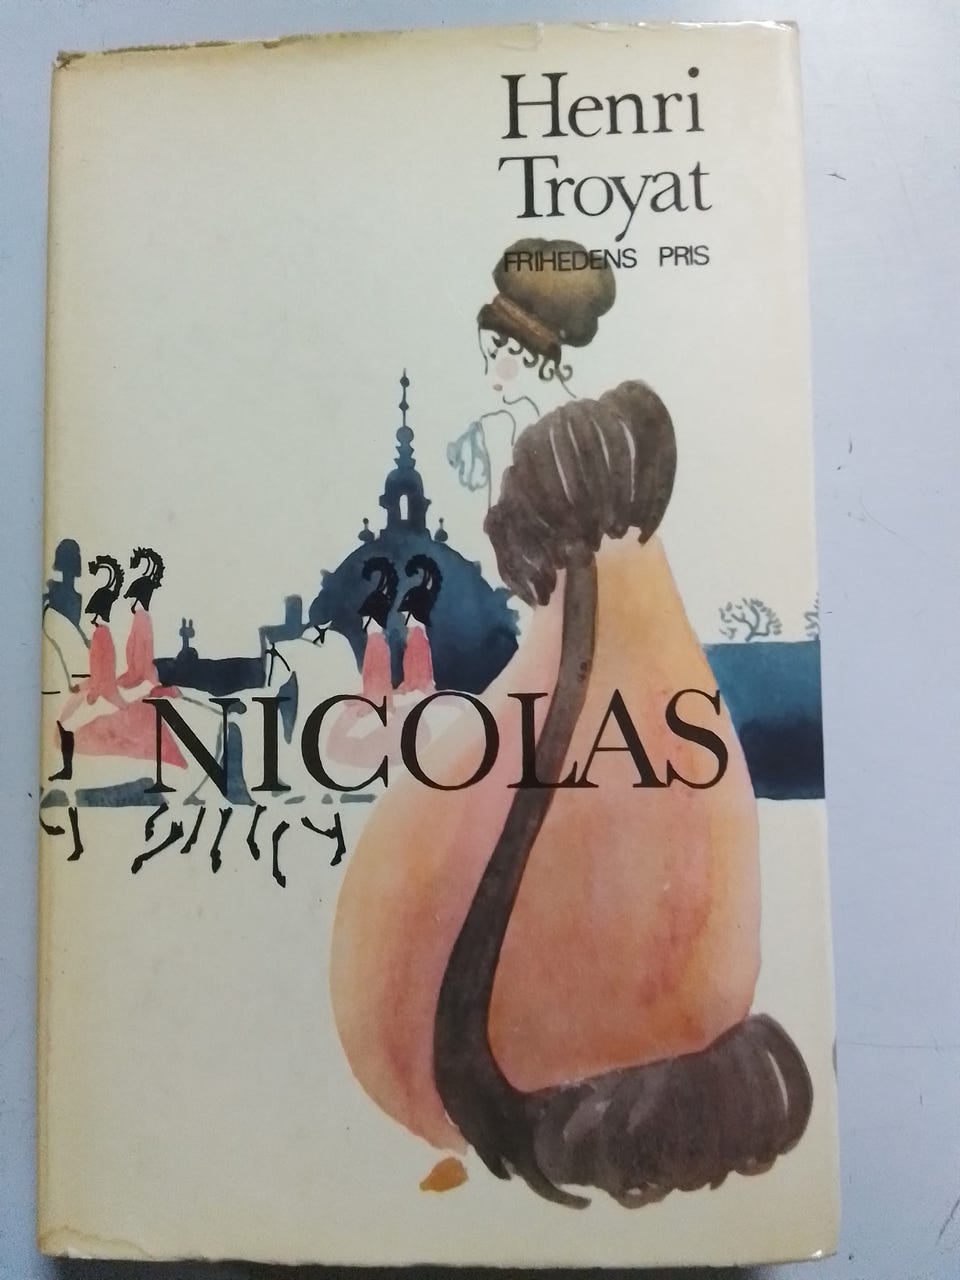 Henri
Troyat
FRIHEDENS PRIS
NICOLAS